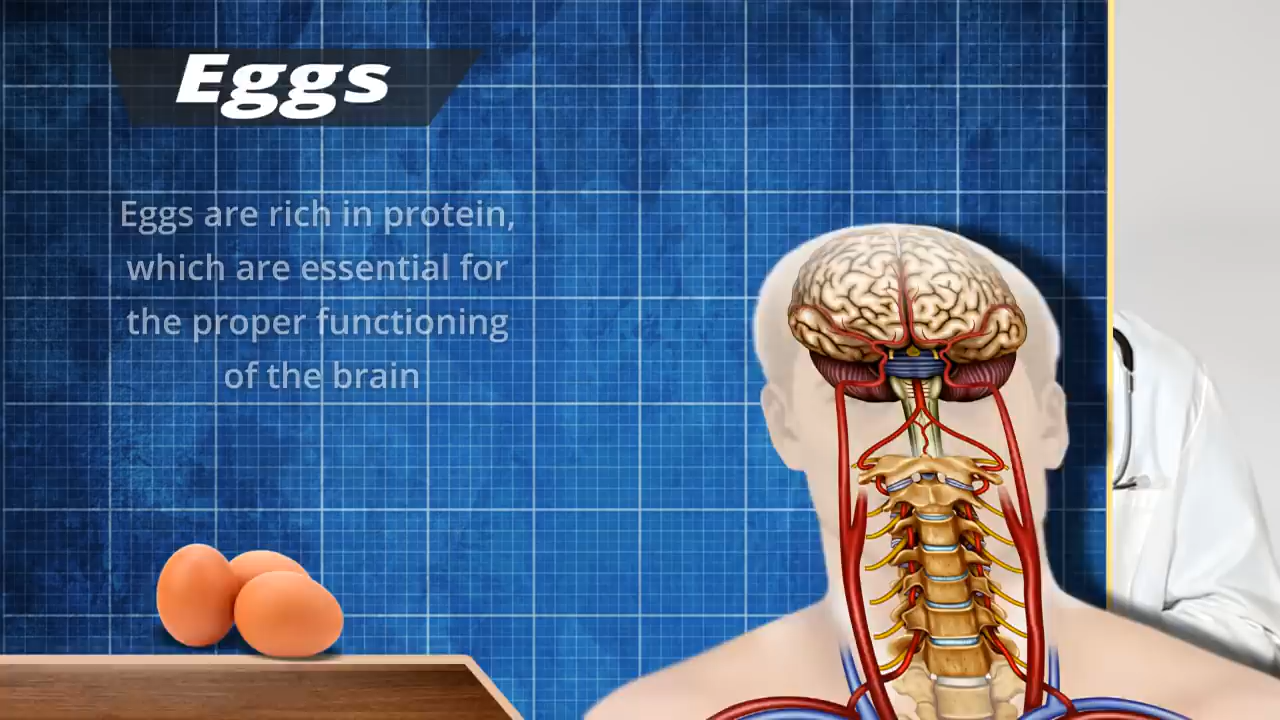 Eggs
Eggs are rich in protein,
which are essential for
the proper functioning
of the brain